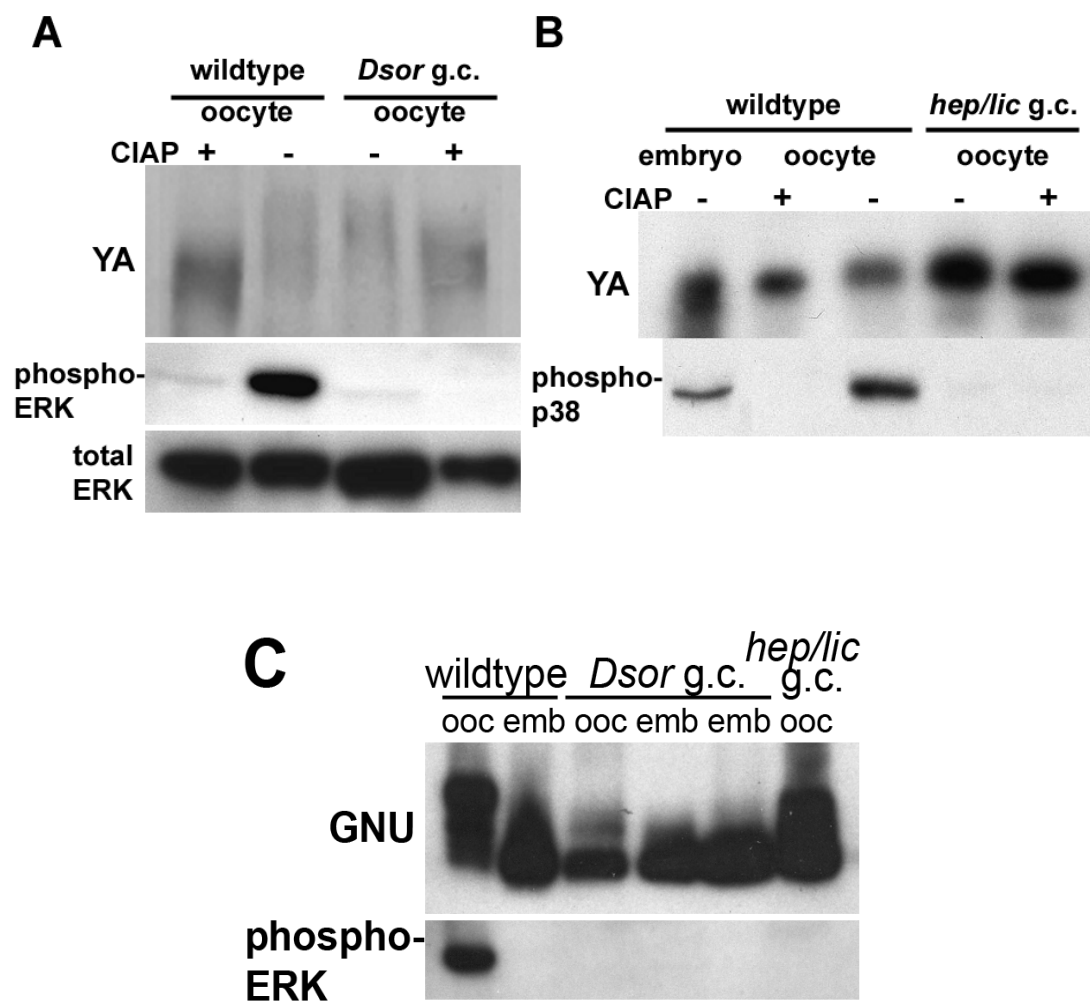 A
wildtype Dsor g.c.
oocyte oocyte
CIAP + - - +
YA
phospho-
ERK
total
ERK
B
wildtype hep/lic g.c.
embryo oocyte oocyte
CIAP - + - - +
YA
phospho-
p38
C
wildtype Dsor g.c. hep/lic
g.c.
ooc emb ooc emb emb ooc
GNU
phospho-
ERK